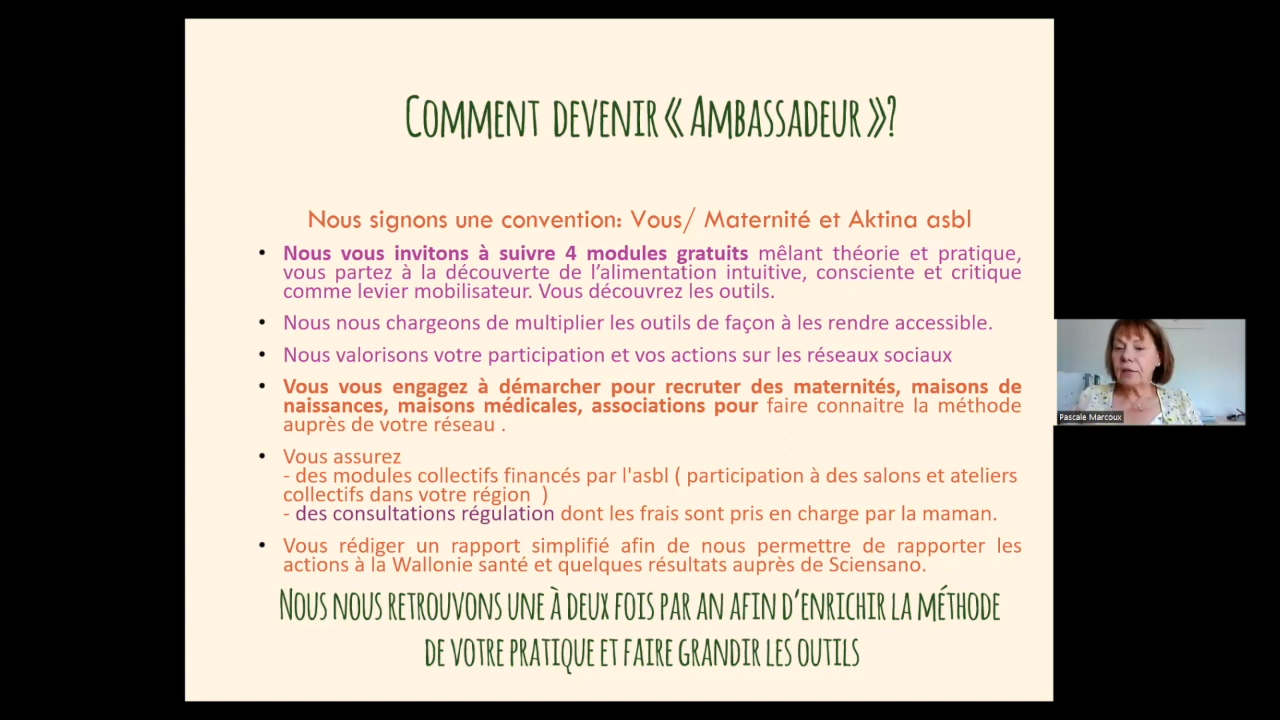 Comment devenir « Ambassadeur »?
Nous signons une convention: Vous/ Maternité et Aktina asbl
• Nous vous invitons à suivre 4 modules gratuits mêlant théorie et pratique,
vous partez à la découverte de l’alimentation intuitive, consciente et critique
comme levier mobilisateur. Vous découvrez les outils.
• Nous nous chargeons de multiplier les outils de façon à les rendre accessible.
• Nous valorisons votre participation et vos actions sur les réseaux sociaux
• Vous vous engagez à démarcher pour recruter des maternités, maisons de
naissances, maisons médicales, associations pour faire connaitre la méthode
auprès de votre réseau .
• Vous assurez
- des modules collectifs financés par l'asbl ( participation à des salons et ateliers
collectifs dans votre région )
- des consultations régulation dont les frais sont pris en charge par la maman.
• Vous rédiger un rapport simplifié afin de nous permettre de rapporter les
actions à la Wallonie santé et quelques résultats auprès de Sciensano.
Nous nous retrouvons une à deux fois par an afin d’enrichir la méthode
de votre pratique et faire grandir les outils
Pascale Marcoux